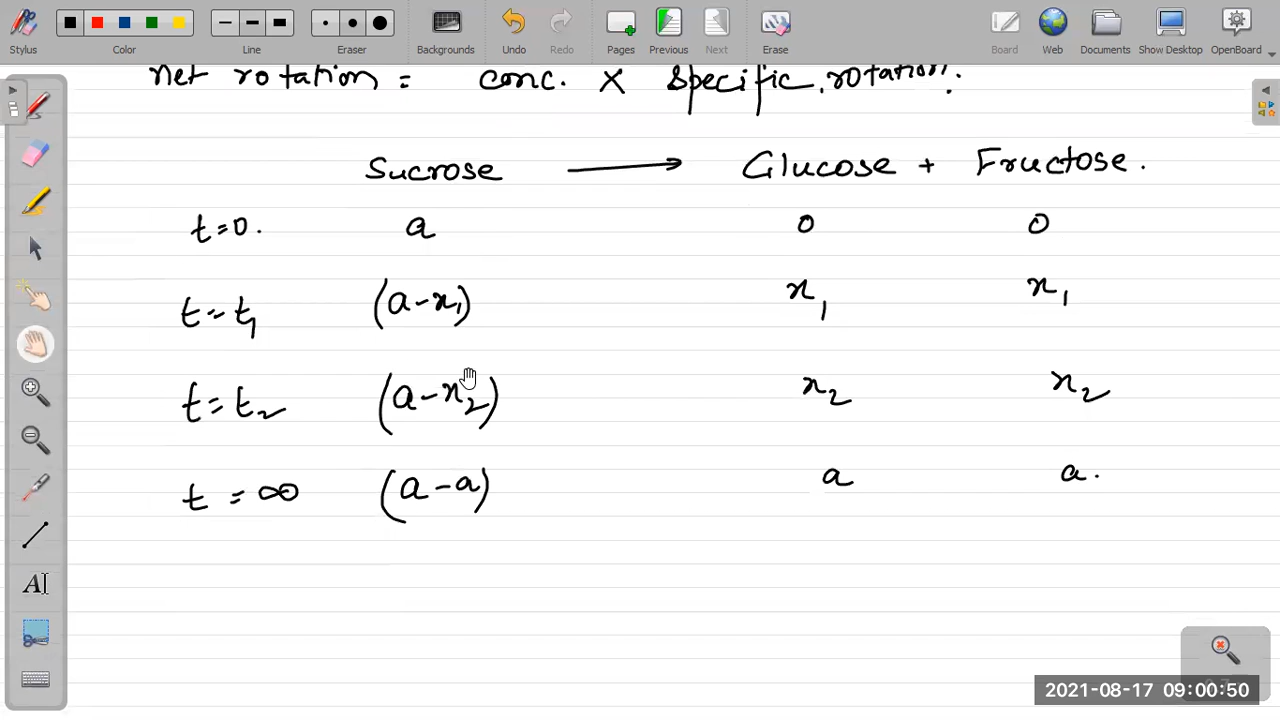 Stylus Color Line Eraser Backgrounds Undo Redo Pages Previous Next Erase Board Web Documents Show Desktop OpenBoard
net rotation = conc. X specific rotation.
Sucrose ⟶ Glucose + Fructose.
t=0. a 0 0
t=t₁ (a-x₁) x₁ x₁
t=t₂ (a-x₂) x₂ x₂
t=∞ (a-a) a a.
2021-08-17 09:00:50